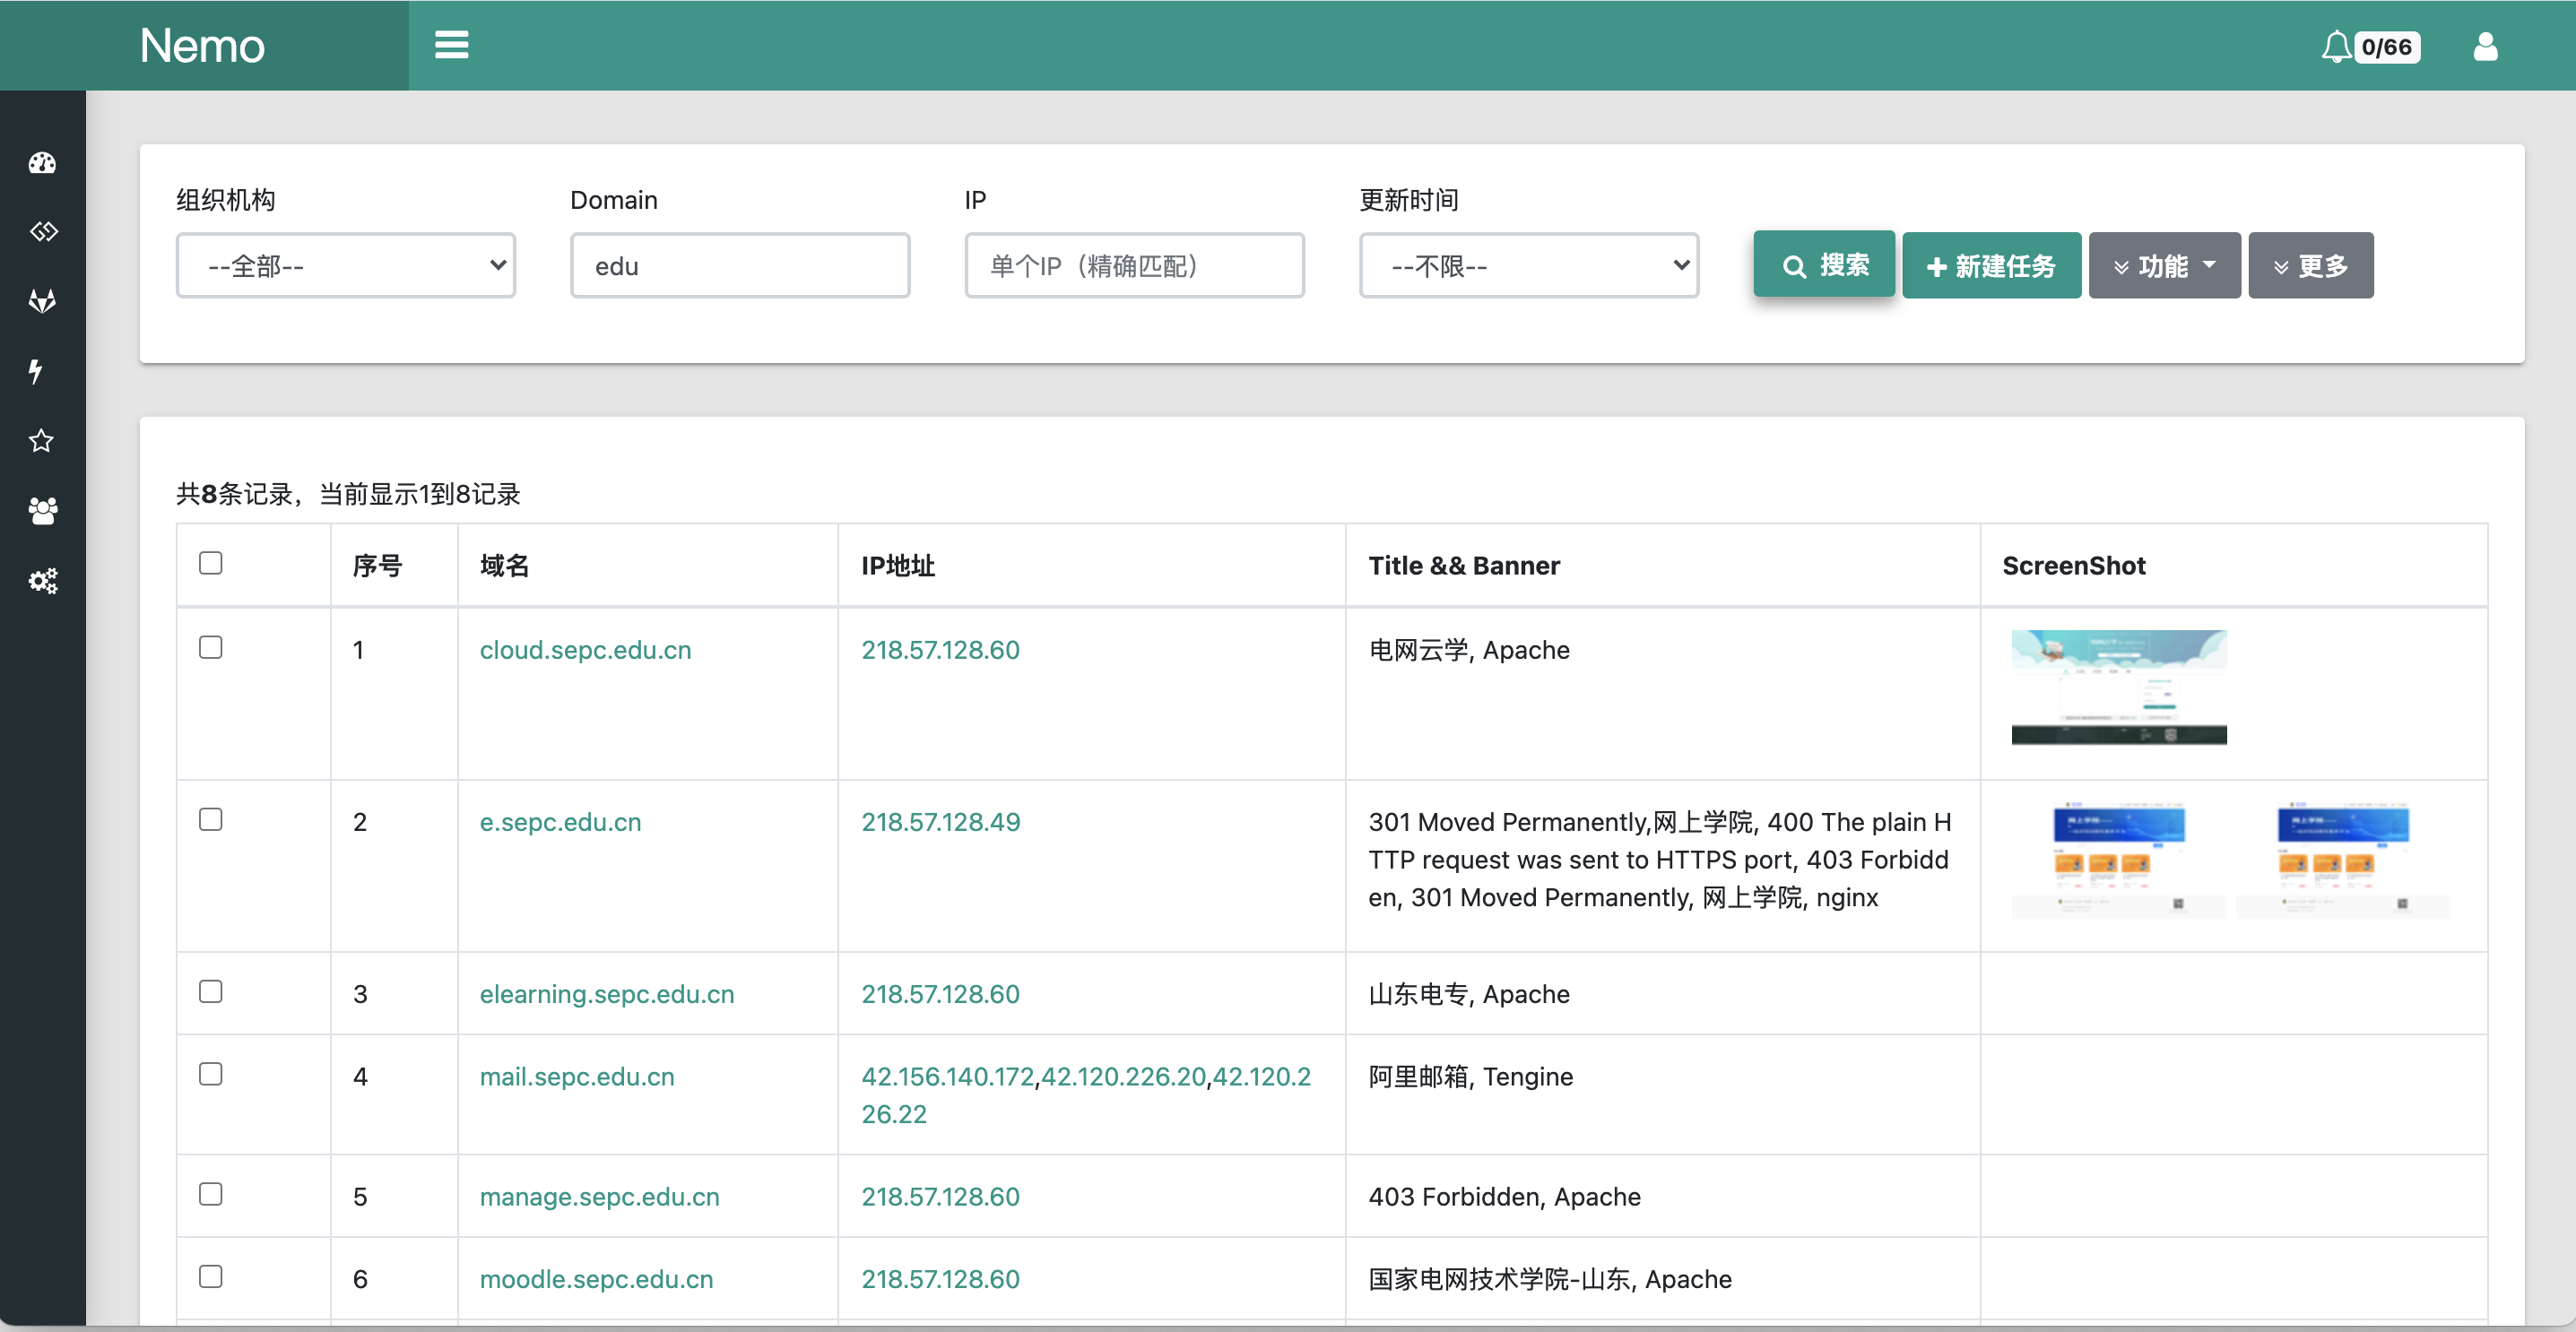 Nemo
0/66
组织机构 Domain IP 更新时间
--全部-- edu 单个IP（精确匹配） --不限-- 搜索 新建任务 功能 更多
共8条记录，当前显示1到8记录
序号 域名 IP地址 Title && Banner ScreenShot
1 cloud.sepc.edu.cn 218.57.128.60 电网云学, Apache
2 e.sepc.edu.cn 218.57.128.49 301 Moved Permanently,网上学院, 400 The plain H
TTP request was sent to HTTPS port, 403 Forbidd
en, 301 Moved Permanently, 网上学院, nginx
3 elearning.sepc.edu.cn 218.57.128.60 山东电专, Apache
4 mail.sepc.edu.cn 42.156.140.172,42.120.226.20,42.120.2 阿里邮箱, Tengine
26.22
5 manage.sepc.edu.cn 218.57.128.60 403 Forbidden, Apache
6 moodle.sepc.edu.cn 218.57.128.60 国家电网技术学院-山东, Apache